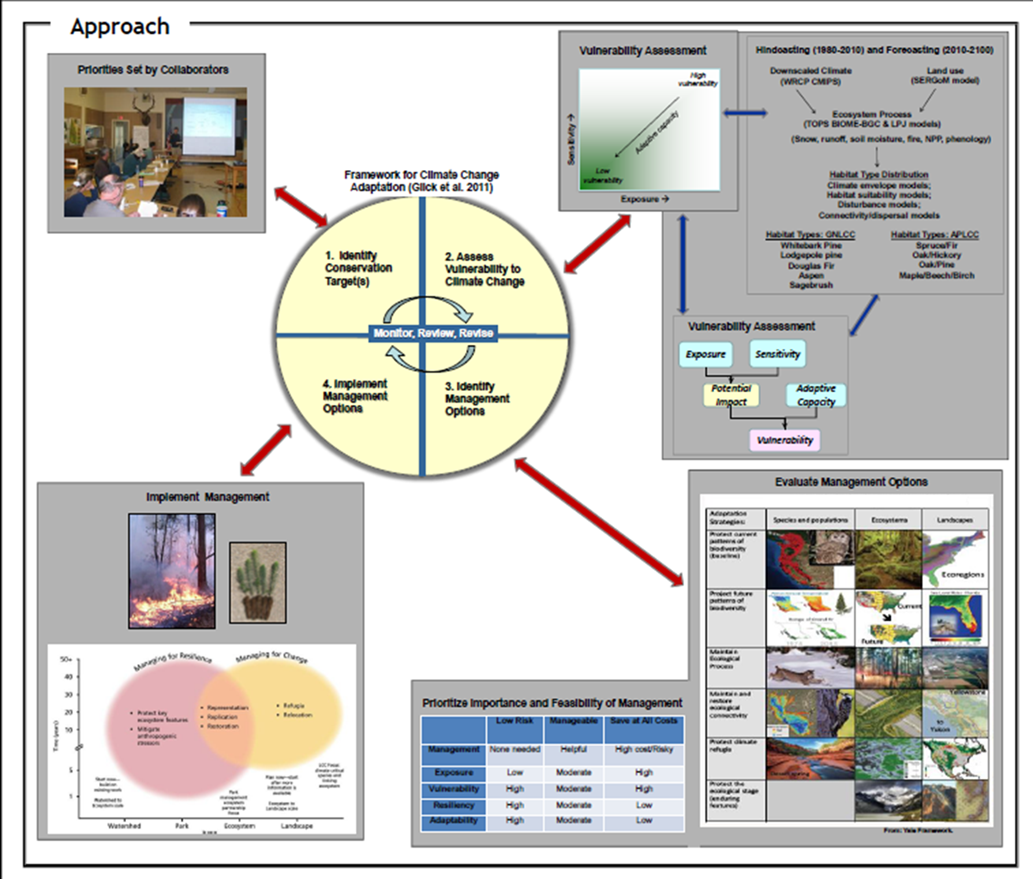 Approach
Priorities Set by Collaborators
Framework for Climate Change
Adaptation (Glick et al. 2011)
1. Identify
Conservation
Target(s)
2. Assess
Vulnerability to
Climate Change
Monitor, Review, Revise
4. Implement
Management
Options
3. Identify
Management
Options
Vulnerability Assessment
High
vulnerability
Adaptive capacity
Low
vulnerability
Sensitivity →
Exposure →
Hindcasting (1980-2010) and Forecasting (2010-2100)
Downscaled Climate
(WRCP CMIPS)
Land use
(SERGoM model)
Ecosystem Process
(TOPS BIOME-BGC & LPJ models)
(Snow, runoff, soil moisture, fire, NPP, phenology)
Habitat Type Distribution
Climate envelope models;
Habitat suitability models;
Disturbance models;
Connectivity/dispersal models
Habitat Types: GNLCC
Whitebark Pine
Lodgepole pine
Douglas Fir
Aspen
Sagebrush
Habitat Types: APLCC
Spruce/Fir
Oak/Hickory
Oak/Pine
Maple/Beech/Birch
Vulnerability Assessment
Exposure
Sensitivity
Potential
Impact
Adaptive
Capacity
Vulnerability
Implement Management
Managing for Resilience
Managing for Change
50+
40
30
20
10
5
1
Time (years)
• Protect key
ecosystem features
• Mitigate
anthropogenic
stressors
• Representation
• Replication
• Restoration
• Refugia
• Relocation
Watershed
Park
Ecosystem
Landscape
Evaluate Management Options
Adaptation
Strategies:
Species and populations
Ecosystems
Landscapes
Protect current
patterns of
biodiversity
(baseline)
Ecoregions
Project future
patterns of
biodiversity
Current
Future
Maintain
Ecological
Process
Maintain and
restore
ecological
connectivity
Yellowstone
to
Yukon
Protect climate
refugia
Protect the
ecological stage
(enduring
features)
From: Yale Framework.
Prioritize Importance and Feasibility of Management
Low Risk
Manageable
Save at All Costs
Management
None needed
Helpful
High cost/Risky
Exposure
Low
Moderate
High
Vulnerability
High
Moderate
High
Resiliency
High
Moderate
Low
Adaptability
High
Moderate
Low